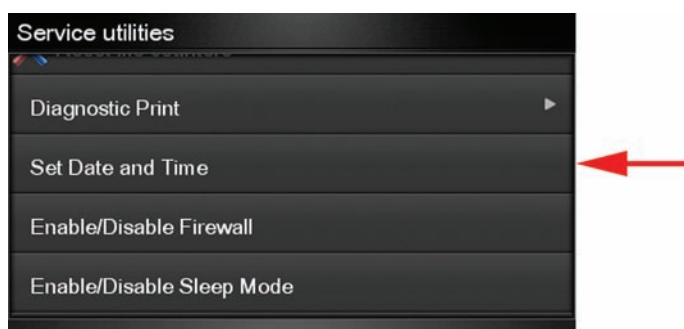 Service utilities
Diagnostic Print
Set Date and Time
Enable/Disable Firewall
Enable/Disable Sleep Mode